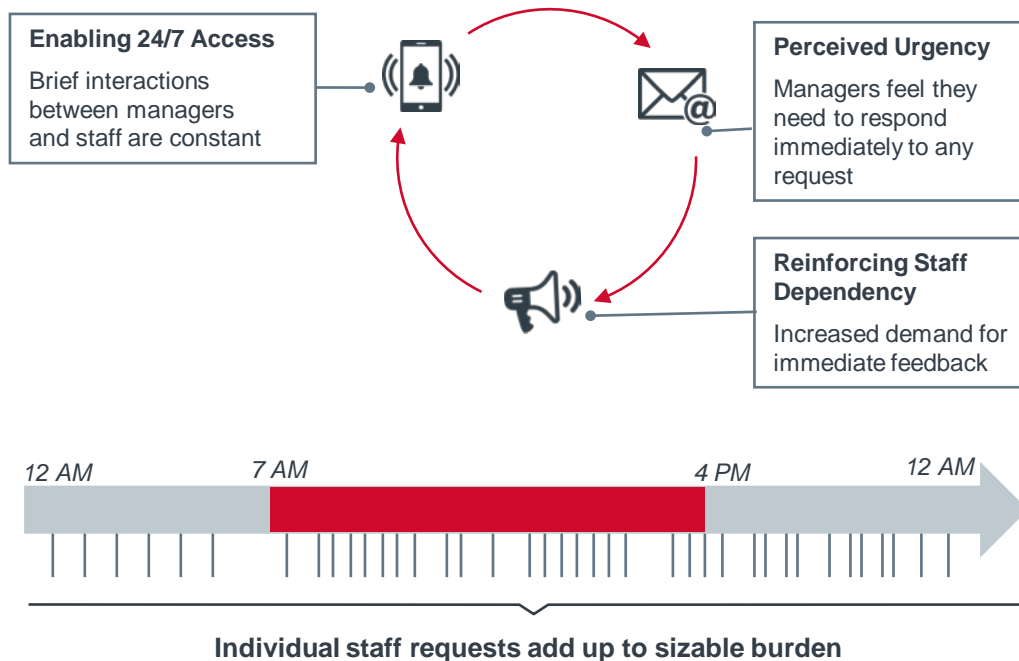 Enabling 24/7 Access
Brief interactions
between managers
and staff are constant
@
Perceived Urgency
Managers feel they
need to respond
immediately to any
request
Reinforcing Staff
Dependency
Increased demand for
immediate feedback
12 AM
7 AM
4 PM
12 AM
Individual staff requests add up to sizable burden